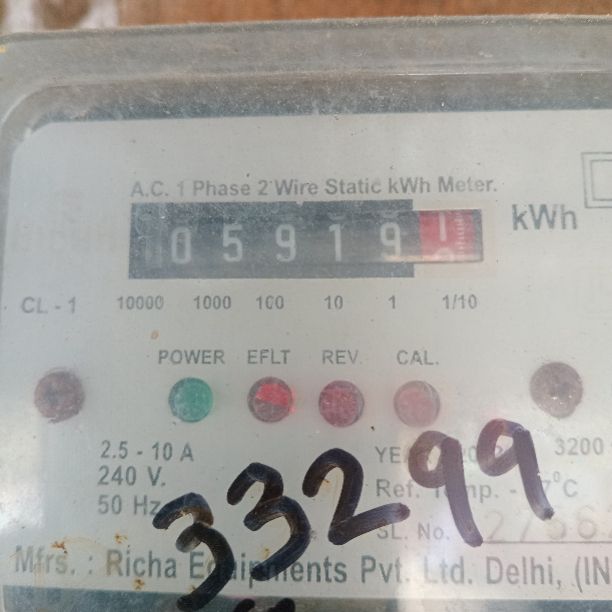 A.C. 1 Phase 2 Wire Static kWh Meter.
05919 kWh
CL - 1 10000 1000 100 10 1 1/10
POWER EFLT REV. CAL.
2.5 - 10 A 3200
240 V. Ref.
50 Hz
SL. No.
33299
Mfrs. : Richa Equipments Pvt. Ltd. Delhi, (IN